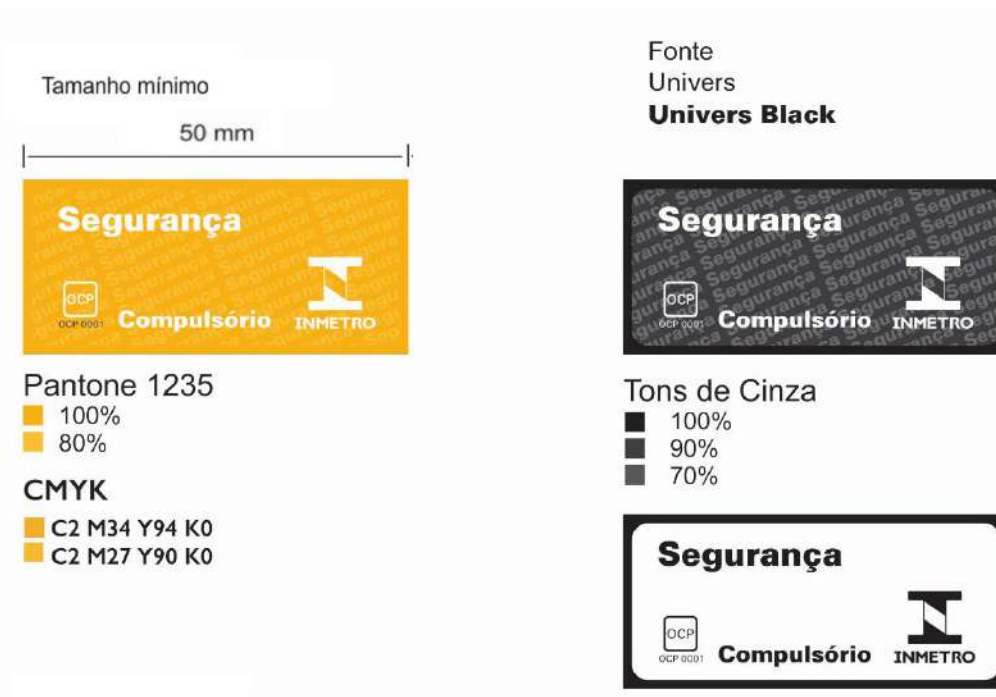 Tamanho mínimo
50 mm
Segurança
OCP
OCP 0001
Compulsório
INMETRO
Pantone 1235
100%
80%
CMYK
C2 M34 Y94 K0
C2 M27 Y90 K0
Fonte
Univers
Univers Black
Segurança
OCP
OCP 0001
Compulsório
INMETRO
Tons de Cinza
100%
90%
70%
Segurança
OCP
OCP 0001
Compulsório
INMETRO